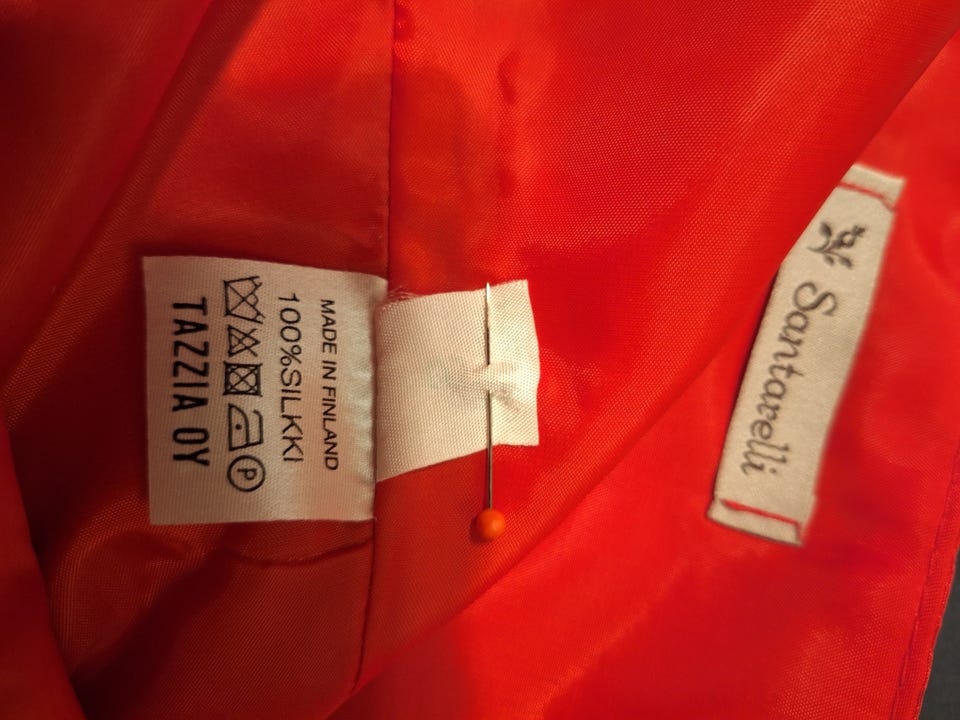 MADE IN FINLAND
100%SILKKI
P
TAZZIA OY
Santarelli